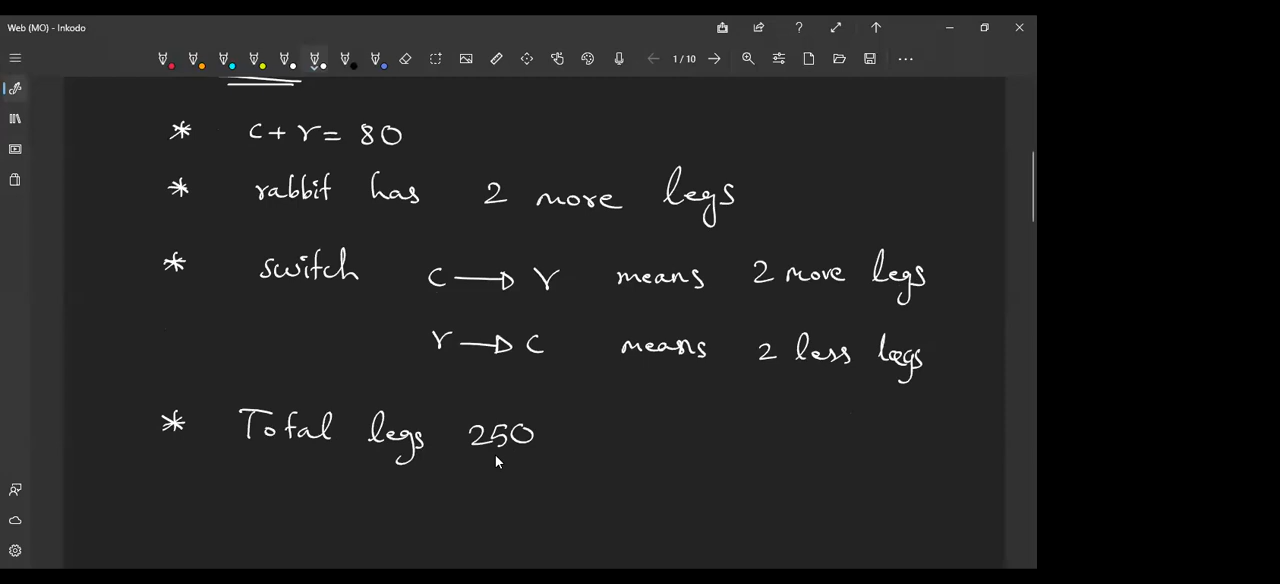 Web (MO) - Inkodo
1 / 10
* c + r = 80
* rabbit has 2 more legs
* switch c → r means 2 more legs
r → c means 2 less legs
* Total legs 250